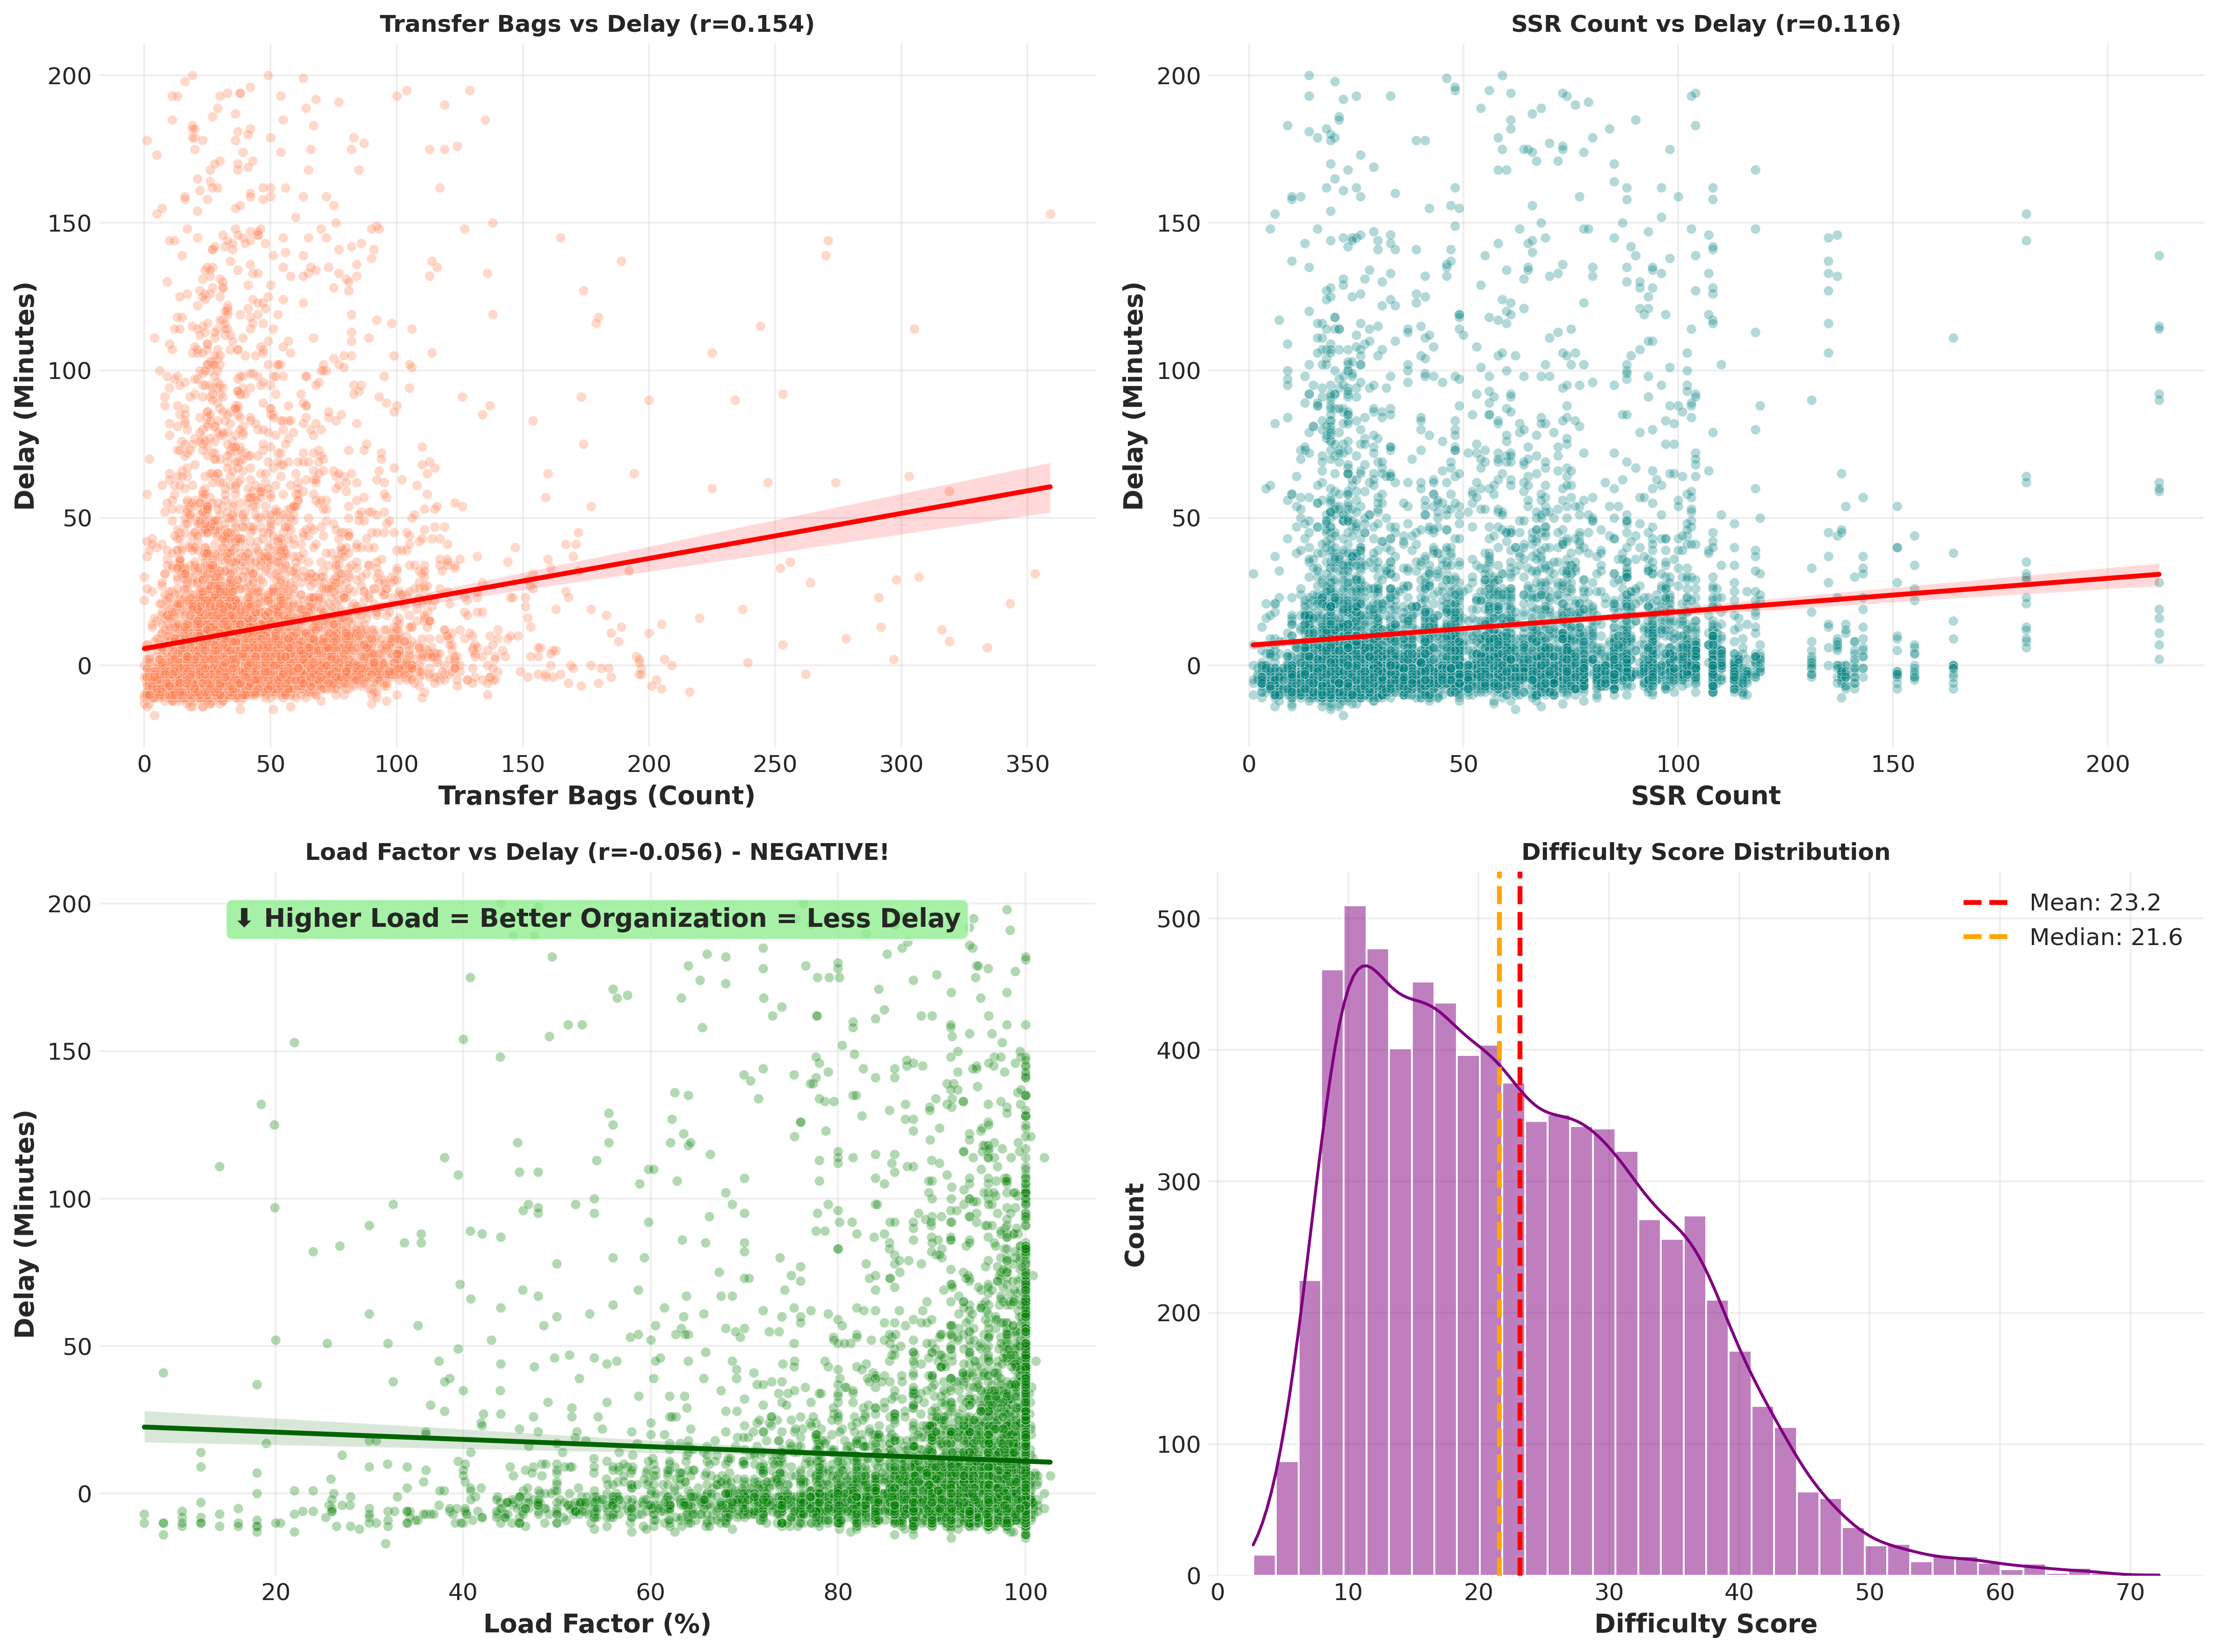 Transfer Bags vs Delay (r=0.154)
Delay (Minutes)
200
150
100
50
0
0 50 100 150 200 250 300 350
Transfer Bags (Count)
SSR Count vs Delay (r=0.116)
Delay (Minutes)
200
150
100
50
0
0 50 100 150 200
SSR Count
Load Factor vs Delay (r=-0.056) - NEGATIVE!
⬇ Higher Load = Better Organization = Less Delay
Delay (Minutes)
200
150
100
50
0
20 40 60 80 100
Load Factor (%)
Difficulty Score Distribution
Mean: 23.2
Median: 21.6
Count
500
400
300
200
100
0
0 10 20 30 40 50 60 70
Difficulty Score